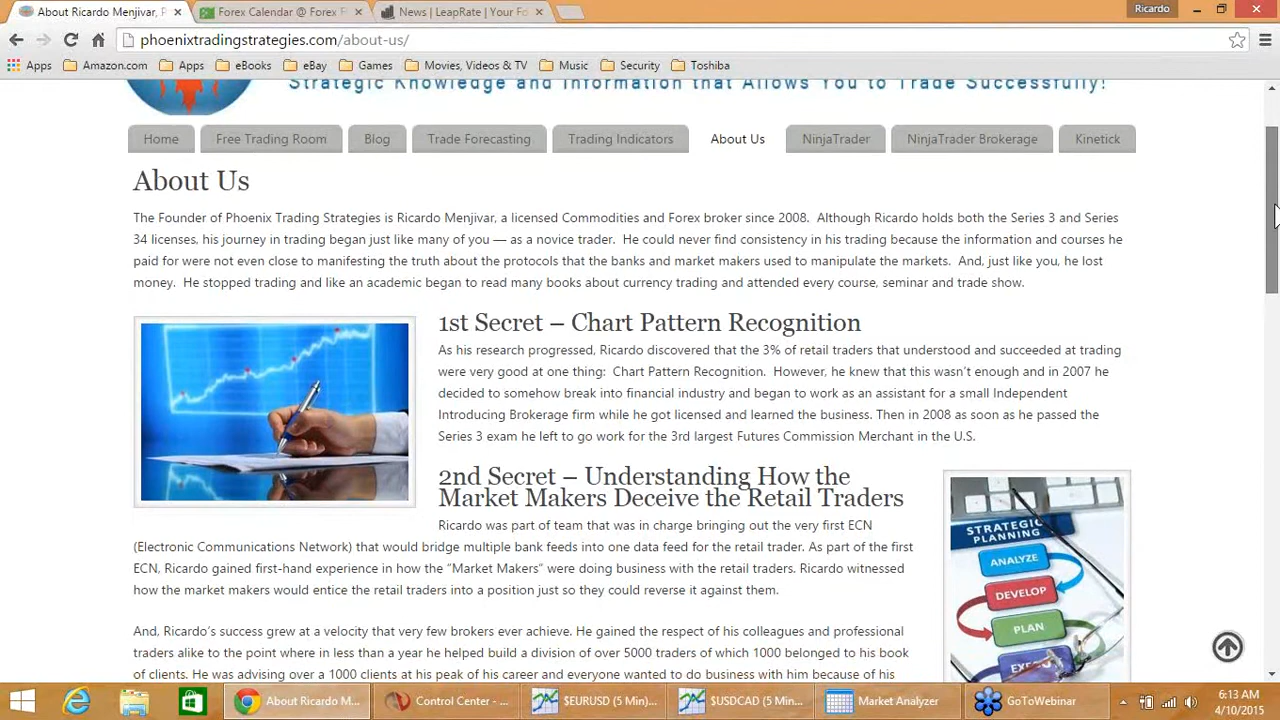 About Ricardo Menjivar, P
Forex Calendar @ Forex F
News | LeapRate | Your Fo
Ricardo
phoenixtradingstrategies.com/about-us/
Apps Amazon.com Apps eBooks eBay Games Movies, Videos & TV Music Security Toshiba
Strategic Knowledge and Information that Allows You to Trade Successfully!
Home Free Trading Room Blog Trade Forecasting Trading Indicators About Us NinjaTrader NinjaTrader Brokerage Kinetick
About Us
The Founder of Phoenix Trading Strategies is Ricardo Menjivar, a licensed Commodities and Forex broker since 2008. Although Ricardo holds both the Series 3 and Series
34 licenses, his journey in trading began just like many of you — as a novice trader. He could never find consistency in his trading because the information and courses he
paid for were not even close to manifesting the truth about the protocols that the banks and market makers used to manipulate the markets. And, just like you, he lost
money. He stopped trading and like an academic began to read many books about currency trading and attended every course, seminar and trade show.
1st Secret – Chart Pattern Recognition
As his research progressed, Ricardo discovered that the 3% of retail traders that understood and succeeded at trading
were very good at one thing: Chart Pattern Recognition. However, he knew that this wasn't enough and in 2007 he
decided to somehow break into financial industry and began to work as an assistant for a small Independent
Introducing Brokerage firm while he got licensed and learned the business. Then in 2008 as soon as he passed the
Series 3 exam he left to go work for the 3rd largest Futures Commission Merchant in the U.S.
2nd Secret – Understanding How the
Market Makers Deceive the Retail Traders
Ricardo was part of team that was in charge bringing out the very first ECN
(Electronic Communications Network) that would bridge multiple bank feeds into one data feed for the retail trader. As part of the first
ECN, Ricardo gained first-hand experience in how the “Market Makers” were doing business with the retail traders. Ricardo witnessed
how the market makers would entice the retail traders into a position just so they could reverse it against them.
And, Ricardo's success grew at a velocity that very few brokers ever achieve. He gained the respect of his colleagues and professional
traders alike to the point where in less than a year he helped build a division of over 5000 traders of which 1000 belonged to his book
of clients. He was advising over a 1000 clients at his peak of his career and everyone wanted to do business with him because of his
STRATEGIC
PLANNING
ANALYZE
DEVELOP
PLAN
About Ricardo M...
Control Center - ...
$EURUSD (5 Min)...
$USDCAD (5 Min...
Market Analyzer
GoToWebinar
6:13 AM
4/10/2015